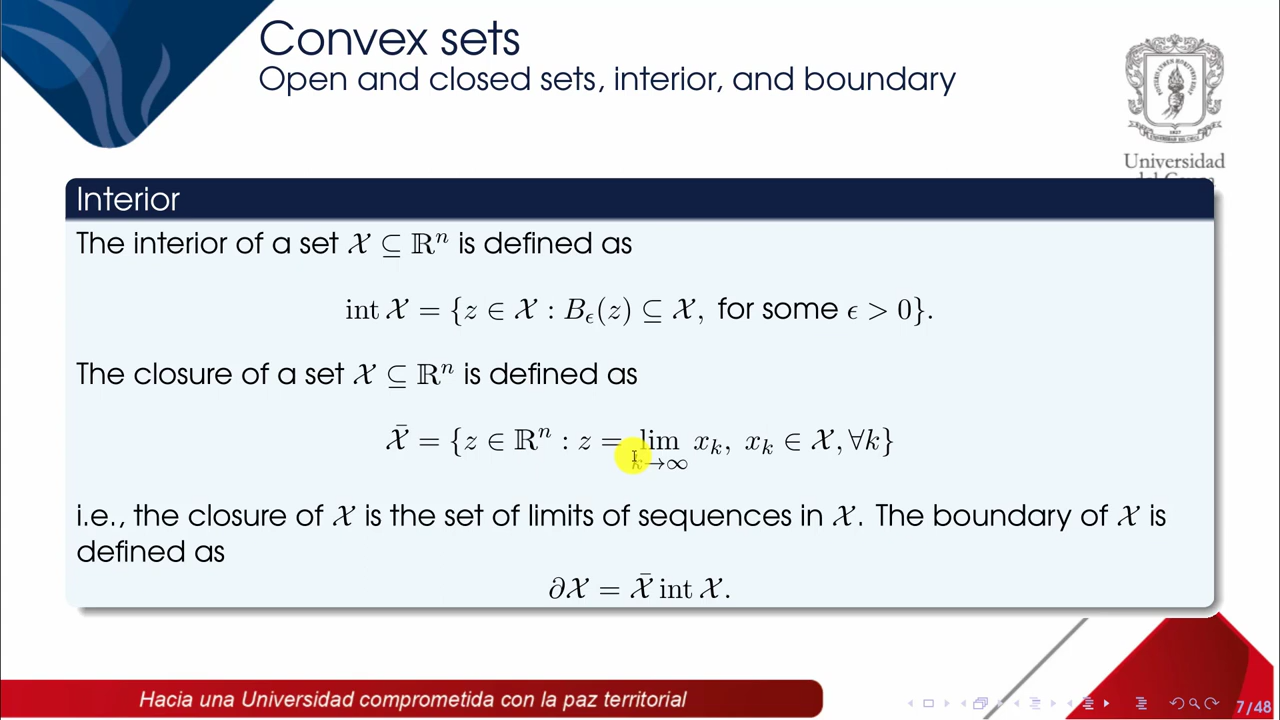 Convex sets
Open and closed sets, interior, and boundary
Universidad
Interior
The interior of a set 𝒳 ⊆ ℝⁿ is defined as
int 𝒳 = {z ∈ 𝒳 : B_ϵ(z) ⊆ 𝒳, for some ϵ > 0}.
The closure of a set 𝒳 ⊆ ℝⁿ is defined as
𝒳̄ = {z ∈ ℝⁿ : z = lim_{k→∞} x_k, x_k ∈ 𝒳, ∀k}
i.e., the closure of 𝒳 is the set of limits of sequences in 𝒳. The boundary of 𝒳 is
defined as
∂𝒳 = 𝒳̄ int 𝒳.
Hacia una Universidad comprometida con la paz territorial
7/48